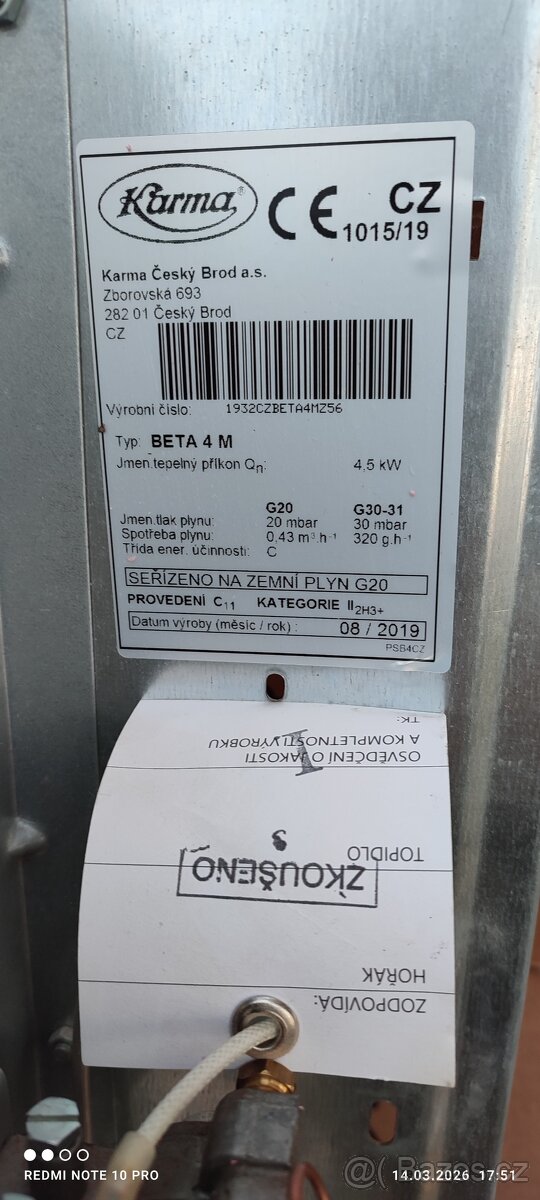 Karma®
CE
CZ
1015/19
Karma Český Brod a.s.
Zborovská 693
282 01 Český Brod
CZ
Výrobní číslo: 1932CZBETA4MZ56
Typ: BETA 4 M
Jmen.tepelný příkon Qn: 4,5 kW
G20 G30-31
Jmen.tlak plynu: 20 mbar 30 mbar
Spotřeba plynu: 0,43 m³.h⁻¹ 320 g.h⁻¹
Třída ener. účinnosti: C
SEŘÍZENO NA ZEMNÍ PLYN G20
PROVEDENÍ C11 KATEGORIE II2H3+
Datum výroby (měsíc / rok) : 08 / 2019
PSB4CZ
ZODPOVÍDÁ:
HOŘÁK
TOPIDLO
ZKOUŠENO
9
OSVĚDČENÍ O JAKOSTI
A KOMPLETNOSTI VÝROBKU
TK:
REDMI NOTE 10 PRO
14.03.2026 17:51
Bazos.cz